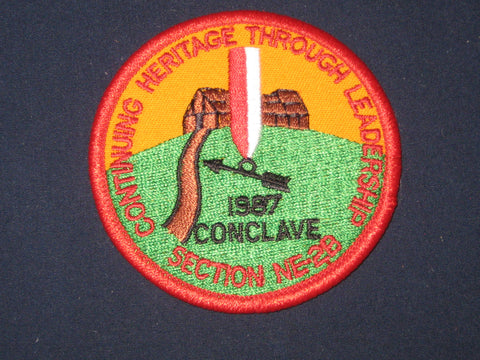 CONTINUING HERITAGE THROUGH LEADERSHIP
1987
CONCLAVE
SECTION NE-2B